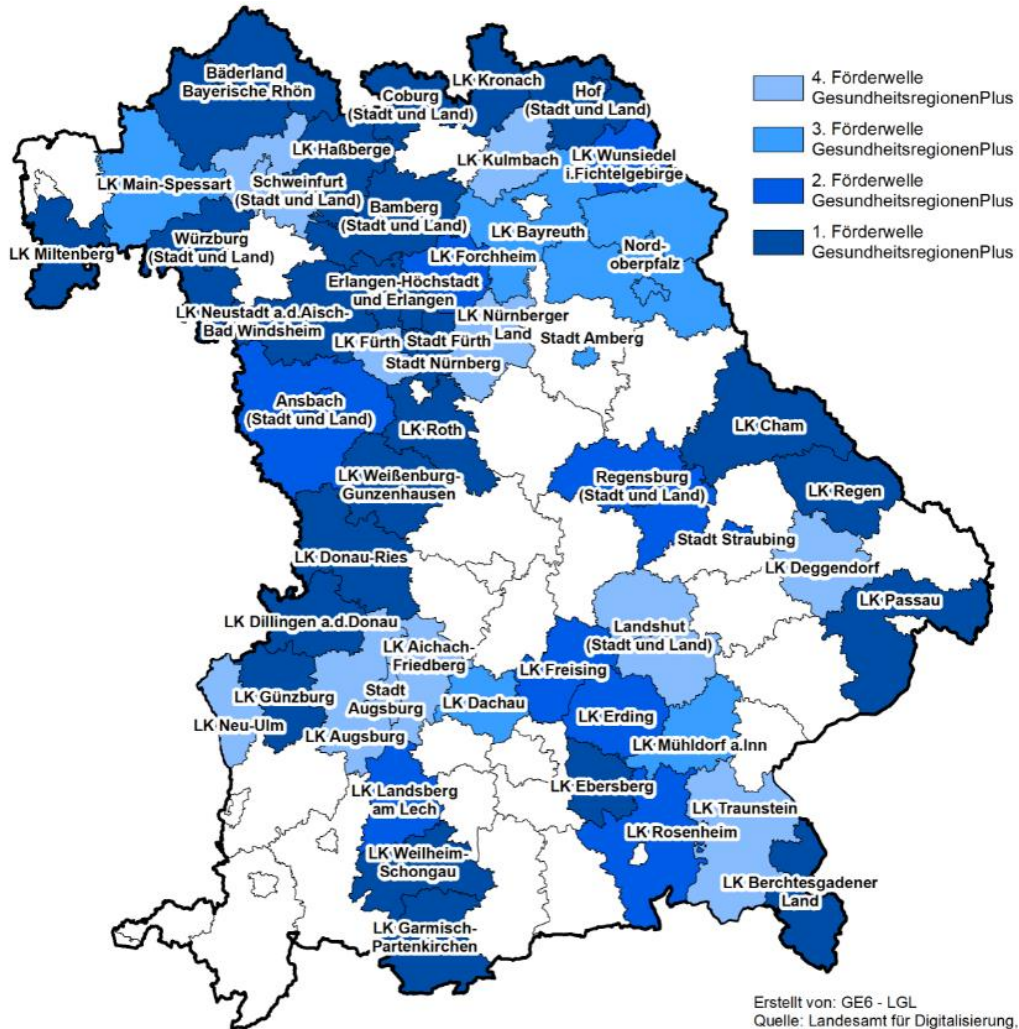 Bäderland
Bayerische Rhön
LK Kronach
Coburg
(Stadt und Land)
Hof
(Stadt und Land)
LK Haßberge
LK Kulmbach
LK Wunsiedel
i.Fichtelgebirge
LK Main-Spessart
Schweinfurt
(Stadt und Land)
Bamberg
(Stadt und Land)
LK Bayreuth
Würzburg
(Stadt und Land)
LK Miltenberg
LK Forchheim
Nord-
oberpfalz
Erlangen-Höchstadt
und Erlangen
LK Neustadt a.d.Aisch-
Bad Windsheim
LK Nürnberger
Land
LK Fürth
Stadt Fürth
Stadt Amberg
Stadt Nürnberg
Ansbach
(Stadt und Land)
LK Roth
LK Cham
LK Weißenburg-
Gunzenhausen
Regensburg
(Stadt und Land)
LK Regen
Stadt Straubing
LK Donau-Ries
LK Deggendorf
LK Passau
LK Dillingen a.d.Donau
Landshut
(Stadt und Land)
LK Aichach-
Friedberg
LK Freising
LK Günzburg
Stadt
Augsburg
LK Dachau
LK Erding
LK Neu-Ulm
LK Augsburg
LK Mühldorf a.Inn
LK Landsberg
am Lech
LK Ebersberg
LK Traunstein
LK Rosenheim
LK Weilheim-
Schongau
LK Berchtesgadener
Land
LK Garmisch-
Partenkirchen
4. Förderwelle
GesundheitsregionenPlus
3. Förderwelle
GesundheitsregionenPlus
2. Förderwelle
GesundheitsregionenPlus
1. Förderwelle
GesundheitsregionenPlus
Erstellt von: GE6 - LGL
Quelle: Landesamt für Digitalisierung,